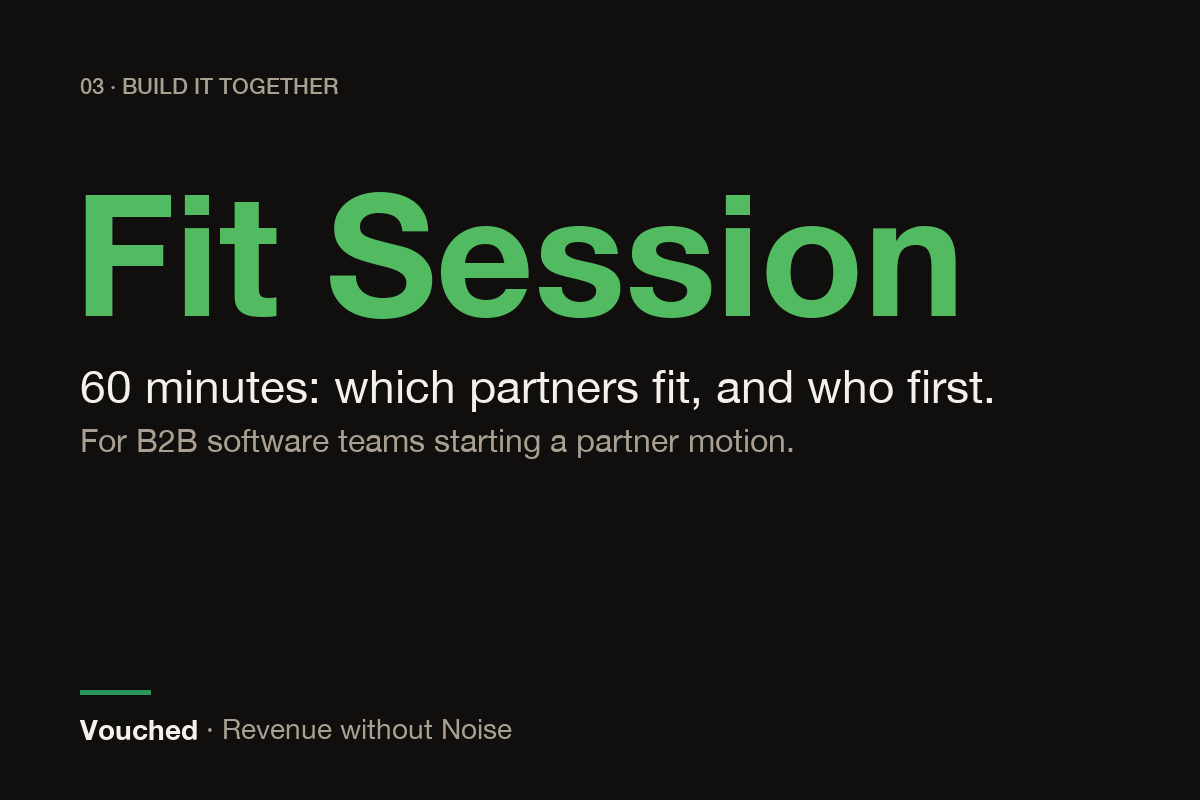 03 · BUILD IT TOGETHER
Fit Session
60 minutes: which partners fit, and who first.
For B2B software teams starting a partner motion.
Vouched · Revenue without Noise